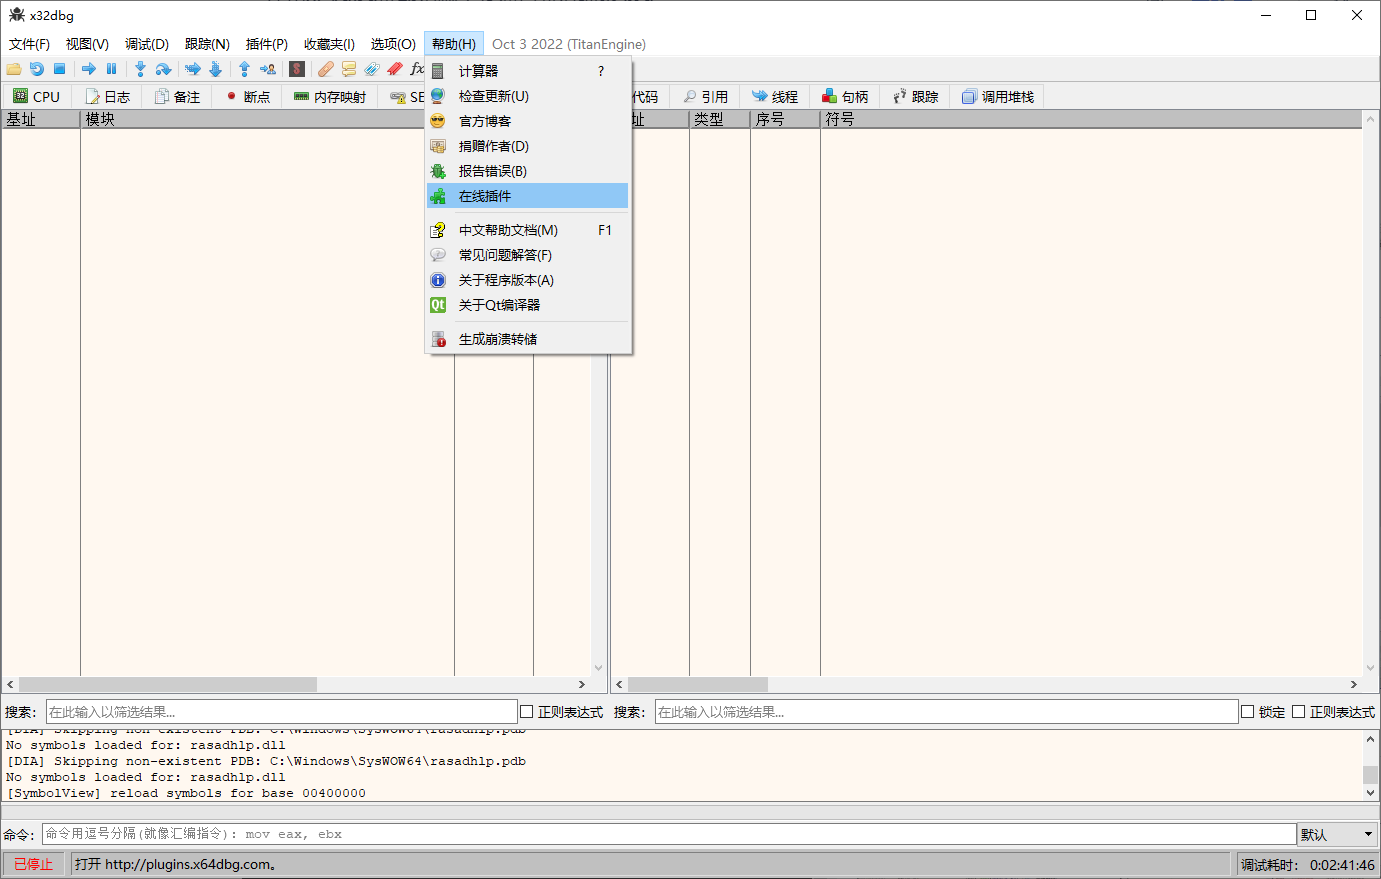 x32dbg
文件(F) 视图(V) 调试(D) 跟踪(N) 插件(P) 收藏夹(I) 选项(O) 帮助(H) Oct 3 2022 (TitanEngine)
CPU 日志 备注 断点 内存映射 SE 代码 引用 线程 句柄 跟踪 调用堆栈
基址 模块 址 类型 序号 符号
计算器 ?
检查更新(U)
官方博客
捐赠作者(D)
报告错误(B)
在线插件
中文帮助文档(M) F1
常见问题解答(F)
关于程序版本(A)
Qt 关于Qt编译器
生成崩溃转储
搜索: 在此输入以筛选结果... 正则表达式 搜索: 在此输入以筛选结果... 锁定 正则表达式
[DIA] Skipping non-existent PDB: C:\Windows\SysWOW64\rasadhlp.pdb
No symbols loaded for: rasadhlp.dll
[DIA] Skipping non-existent PDB: C:\Windows\SysWOW64\rasadhlp.pdb
No symbols loaded for: rasadhlp.dll
[SymbolView] reload symbols for base 00400000
命令: 命令用逗号分隔(就像汇编指令): mov eax, ebx 默认
已停止 打开 http://plugins.x64dbg.com。 调试耗时: 0:02:41:46